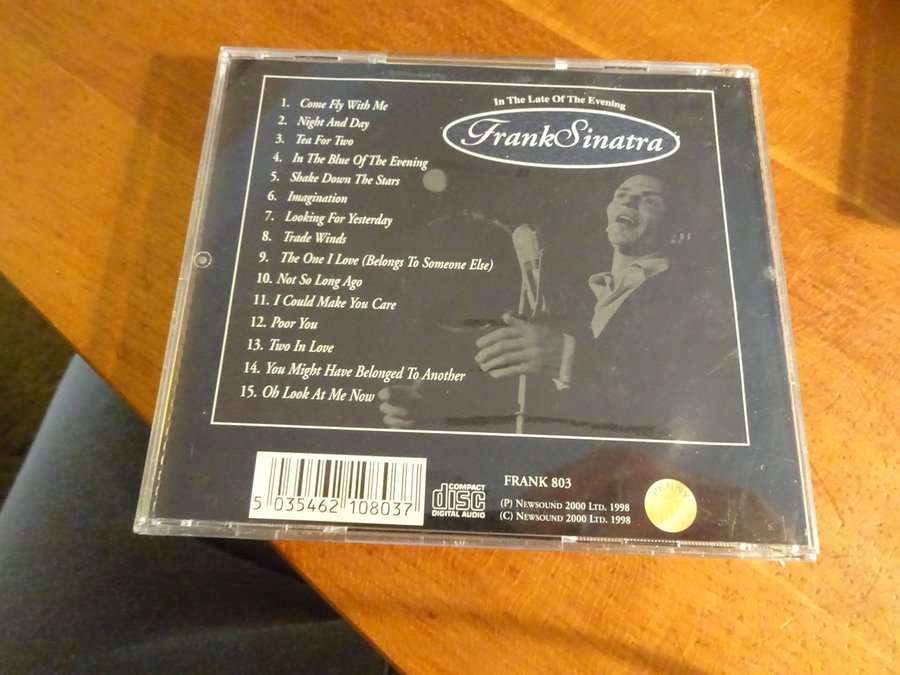 In The Late Of The Evening
Frank Sinatra
1. Come Fly With Me
2. Night And Day
3. Tea For Two
4. In The Blue Of The Evening
5. Shake Down The Stars
6. Imagination
7. Looking For Yesterday
8. Trade Winds
9. The One I Love (Belongs To Someone Else)
10. Not So Long Ago
11. I Could Make You Care
12. Poor You
13. Two In Love
14. You Might Have Belonged To Another
15. Oh Look At Me Now
5 035462 108037
COMPACT
disc
DIGITAL AUDIO
FRANK 803
(P) NEWSOUND 2000 LTD. 1998
(C) NEWSOUND 2000 LTD. 1998
PENNY